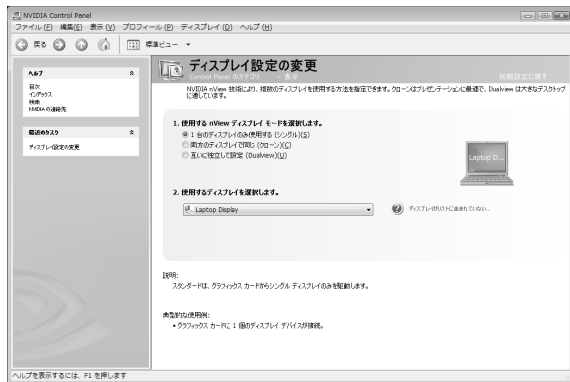 NVIDIA Control Panel
ファイル(F) 編集(E) 表示(V) プロフィール(P) ディスプレイ(D) ヘルプ(H)
戻る 標準ビュー
ヘルプ
目次
インデックス
検索
NVIDIA の連絡先
最近のタスク
ディスプレイ設定の変更
ディスプレイ設定の変更
Control Panel のカテゴリ - 表示
初期設定に戻す
NVIDIA nView 技術により、複数のディスプレイを使用する方法を指定できます。クローンはプレゼンテーションに最適で、Dualview は大きなデスクトップ
に適しています。
1. 使用する nView ディスプレイ モードを選択します。
1 台のディスプレイのみ使用する (シングル)(S)
両方のディスプレイで同じ (クローン)(C)
互いに独立して設定 (Dualview)(U)
Laptop D...
2. 使用するディスプレイを選択します。
Laptop Display
ディスプレイがリストに含まれていない...
説明:
スタンダードは、グラフィックス カードからシングル ディスプレイのみを駆動します。
典型的な使用例:
• グラフィックス カードに 1 個のディスプレイ デバイスが接続。
ヘルプを表示するには、F1 を押します